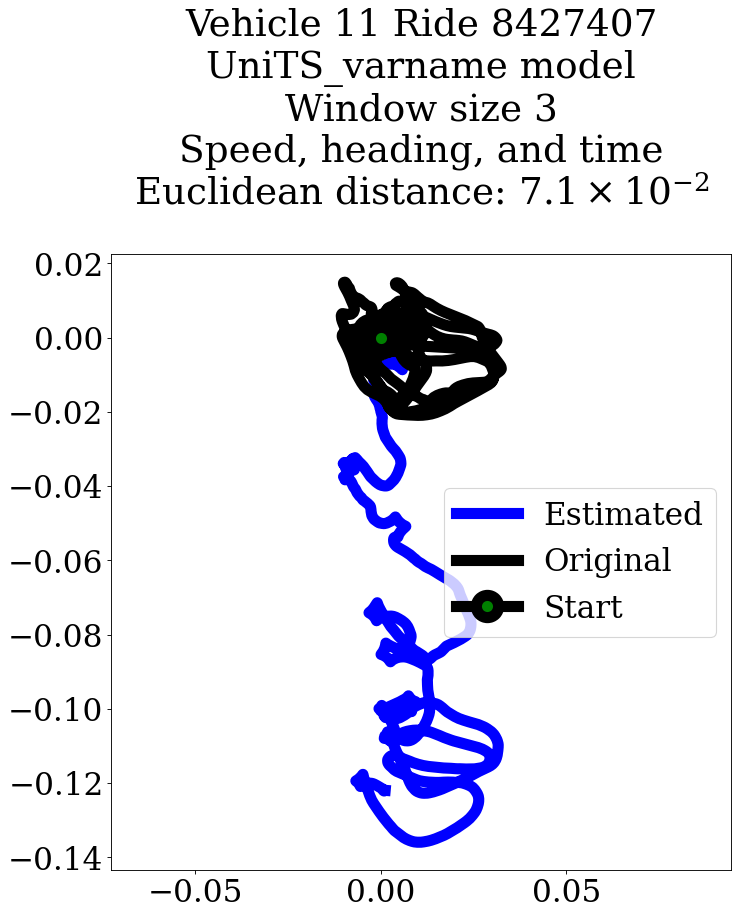 Vehicle 11 Ride 8427407
UniTS_varname model
Window size 3
Speed, heading, and time
Euclidean distance: 7.1 × 10⁻²
0.02
0.00
−0.02
−0.04
−0.06
−0.08
−0.10
−0.12
−0.14
Estimated
Original
Start
−0.05 0.00 0.05